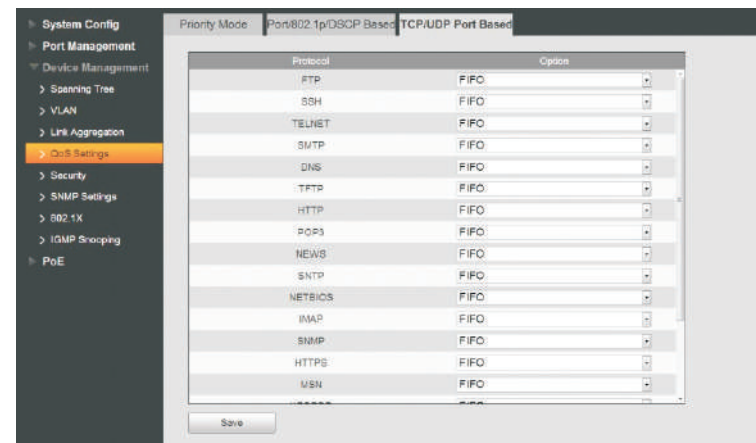 System Config
Port Management
Device Management
> Spanning Tree
> VLAN
> Link Aggregation
> QoS Settings
> Security
> SNMP Settings
> 802.1X
> IGMP Snooping
PoE
Priority Mode Port/802.1p/DSCP Based TCP/UDP Port Based
Protocol Option
FTP FIFO
SSH FIFO
TELNET FIFO
SMTP FIFO
DNS FIFO
TFTP FIFO
HTTP FIFO
POP3 FIFO
NEWS FIFO
SNTP FIFO
NETBIOS FIFO
IMAP FIFO
SNMP FIFO
HTTPS FIFO
MSN FIFO
Save